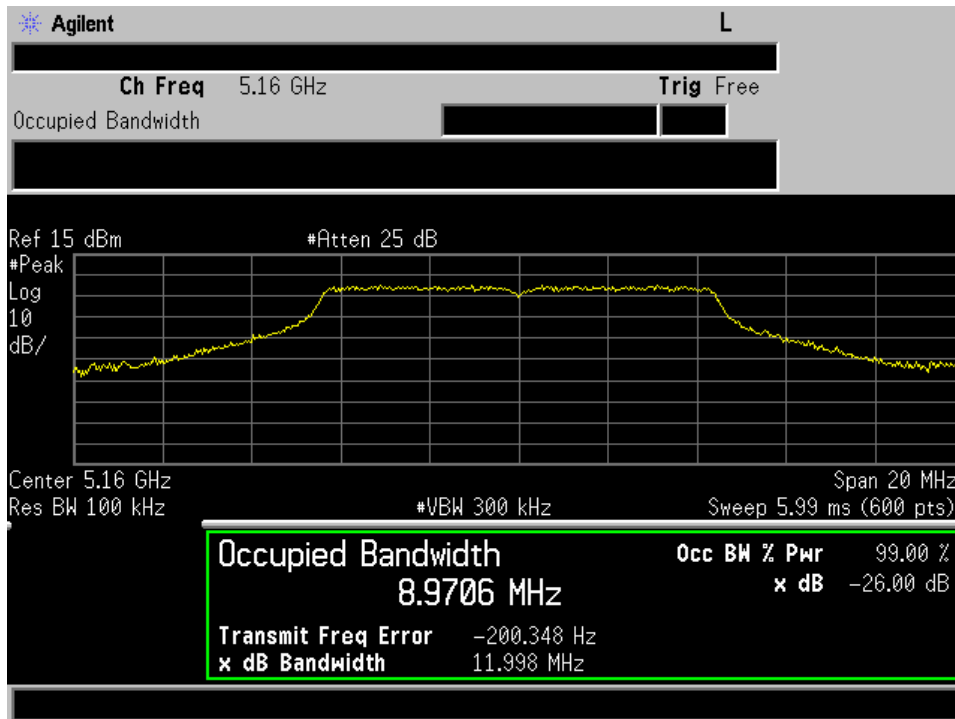 Agilent L
Ch Freq 5.16 GHz Trig Free
Occupied Bandwidth
Ref 15 dBm #Atten 25 dB
#Peak
Log
10
dB/
Center 5.16 GHz Span 20 MHz
Res BW 100 kHz #VBW 300 kHz Sweep 5.99 ms (600 pts)
Occupied Bandwidth Occ BW % Pwr 99.00 %
8.9706 MHz x dB -26.00 dB
Transmit Freq Error -200.348 Hz
x dB Bandwidth 11.998 MHz